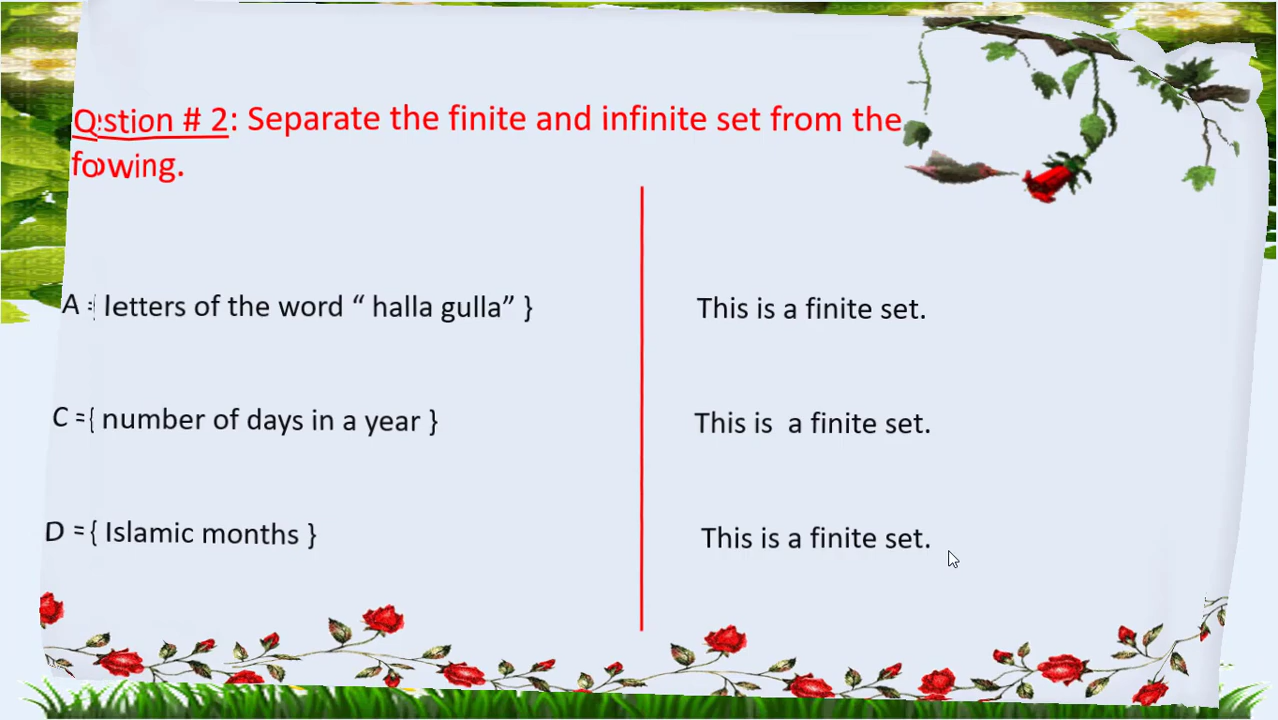 Qstion # 2: Separate the finite and infinite set from the
fowing.
A ={ letters of the word “ halla gulla” }
This is a finite set.
C ={ number of days in a year }
This is a finite set.
D ={ Islamic months }
This is a finite set.